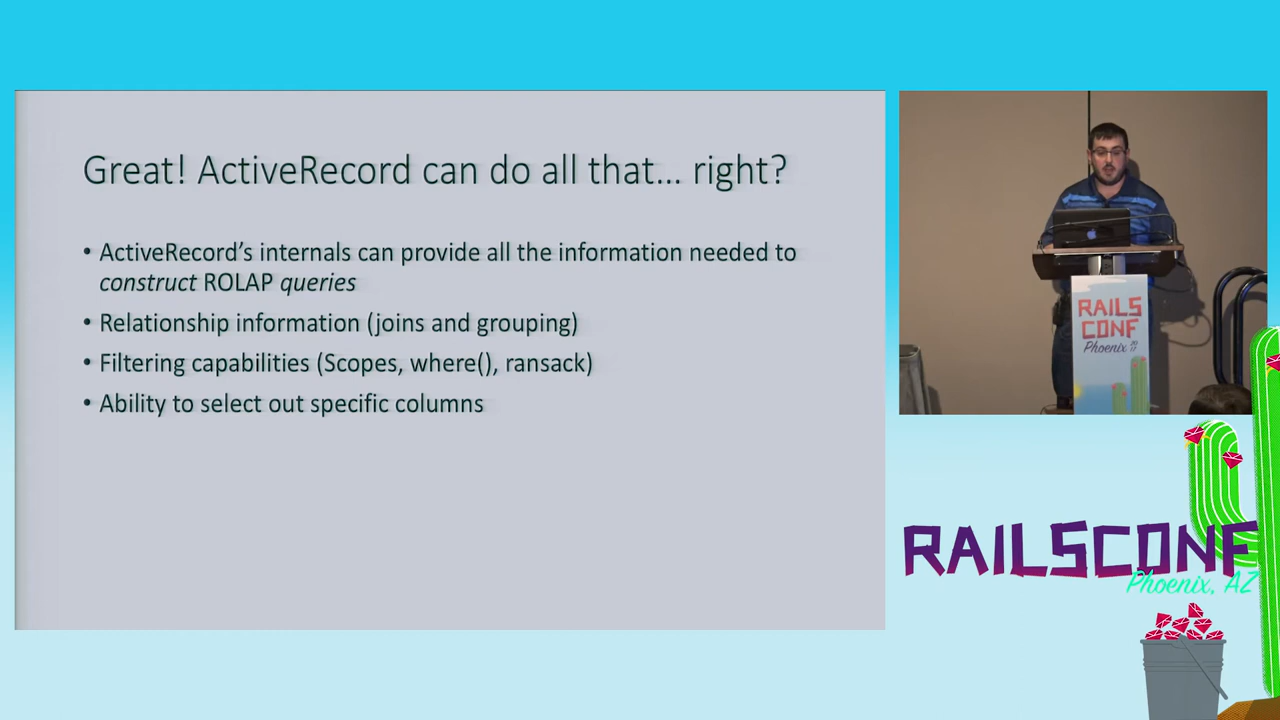 Great! ActiveRecord can do all that... right?
• ActiveRecord's internals can provide all the information needed to
construct ROLAP queries
• Relationship information (joins and grouping)
• Filtering capabilities (Scopes, where(), ransack)
• Ability to select out specific columns
RAILS
CONF
Phoenix 2017
RAILSCONF
Phoenix, AZ